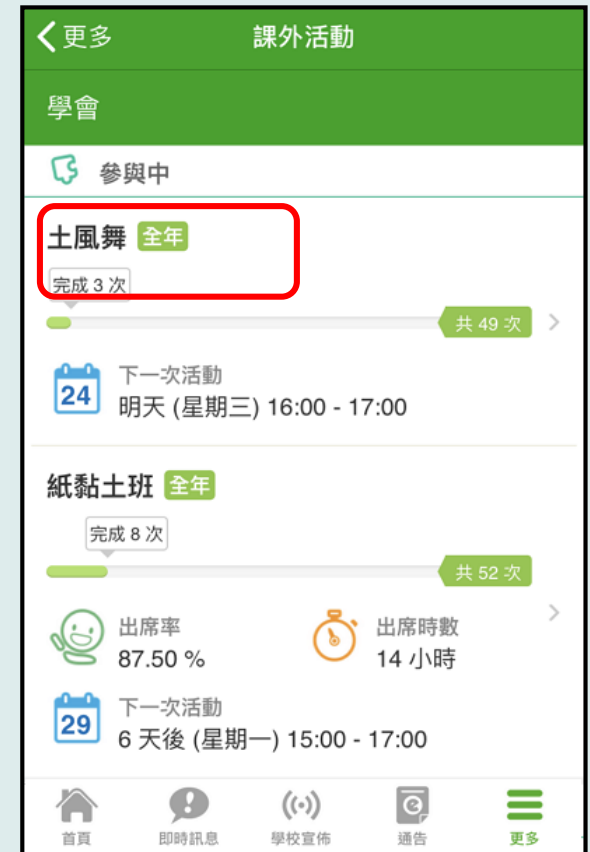 更多
課外活動
學會
參與中
土風舞 全年
完成 3 次
共 49 次
24
下一次活動
明天 (星期三) 16:00 - 17:00
紙黏土班 全年
完成 8 次
共 52 次
出席率
87.50 %
出席時數
14 小時
29
下一次活動
6 天後 (星期一) 15:00 - 17:00
首頁
即時訊息
學校宣佈
通告
更多